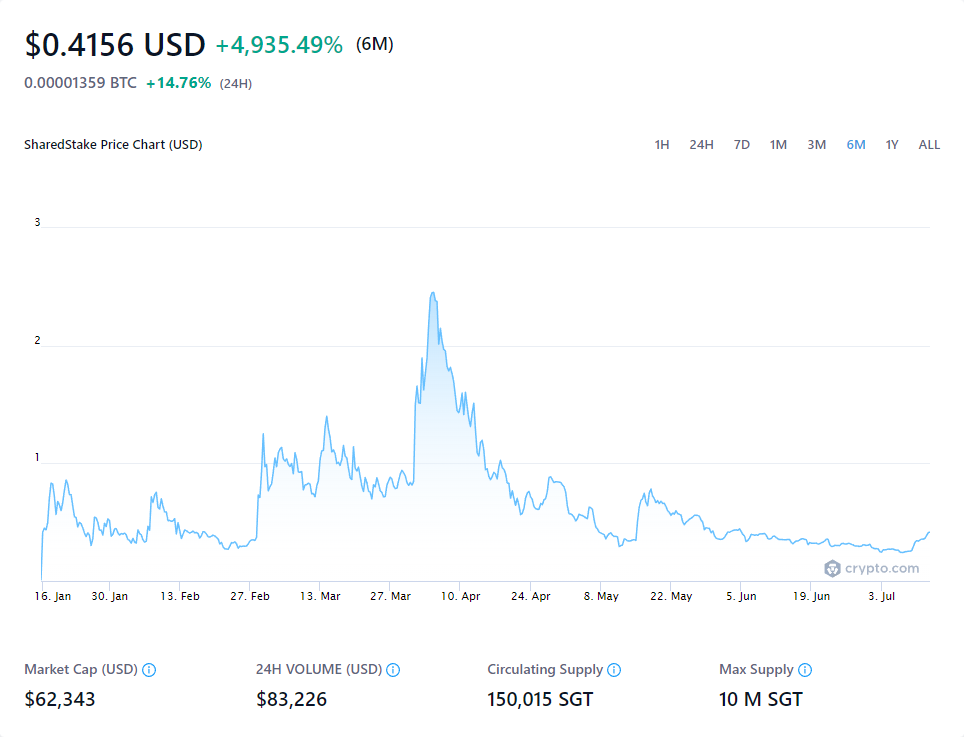 $0.4156 USD +4,935.49% (6M)
0.00001359 BTC +14.76% (24H)
SharedStake Price Chart (USD) 1H 24H 7D 1M 3M 6M 1Y ALL
3
2
1
crypto.com
16. Jan 30. Jan 13. Feb 27. Feb 13. Mar 27. Mar 10. Apr 24. Apr 8. May 22. May 5. Jun 19. Jun 3. Jul
Market Cap (USD) 24H VOLUME (USD) Circulating Supply Max Supply
$62,343 $83,226 150,015 SGT 10 M SGT